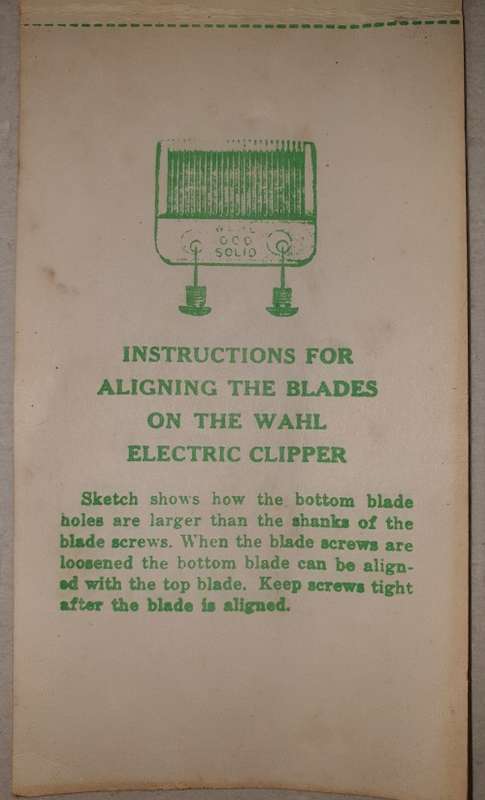 WAHL
000
SOLID
INSTRUCTIONS FOR
ALIGNING THE BLADES
ON THE WAHL
ELECTRIC CLIPPER
Sketch shows how the bottom blade
holes are larger than the shanks of the
blade screws. When the blade screws are
loosened the bottom blade can be align-
ed with the top blade. Keep screws tight
after the blade is aligned.